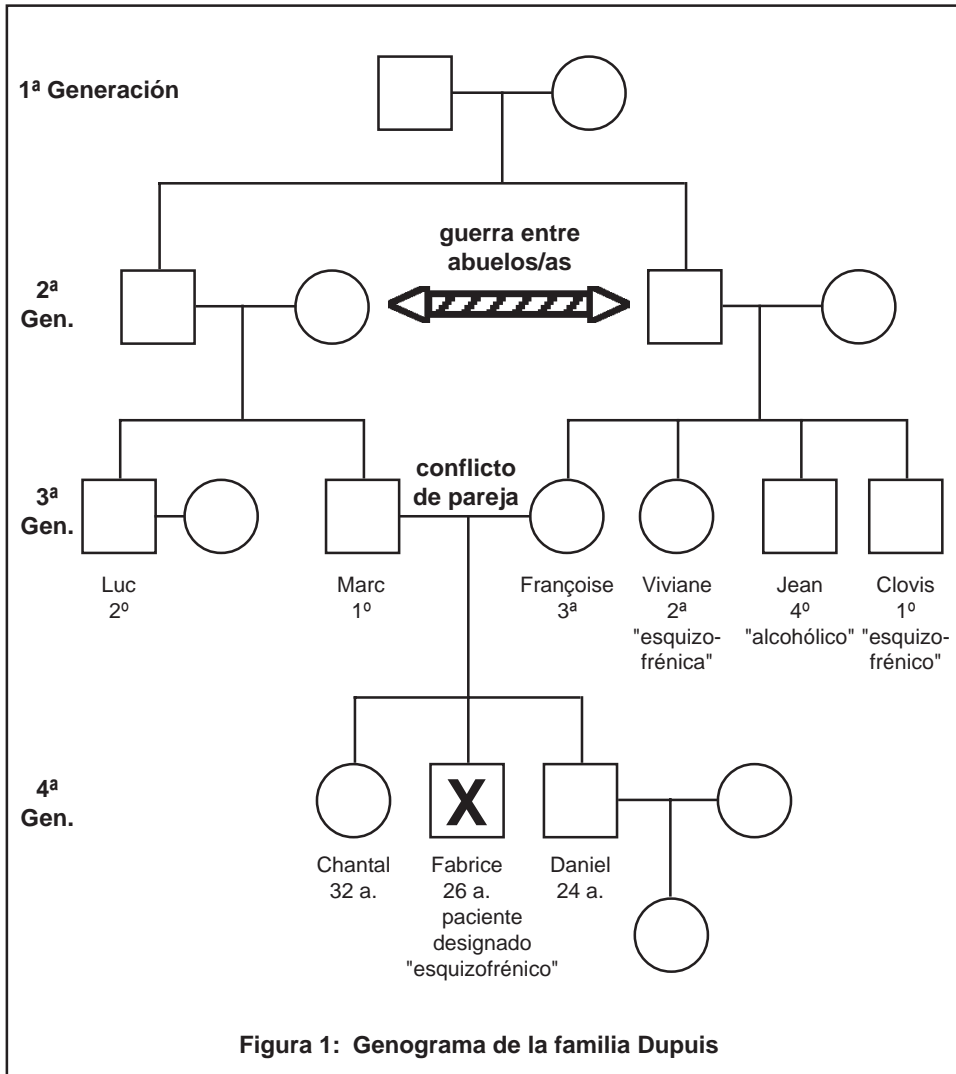 1ª Generación
guerra entre
abuelos/as
2ª
Gen.
conflicto
de pareja
3ª
Gen.
Luc
2º
Marc
1º
Françoise
3ª
Viviane
2ª
"esquizo-
frénica"
Jean
4º
"alcohólico"
Clovis
1º
"esquizo-
frénico"
4ª
Gen.
X
Chantal
32 a.
Fabrice
26 a.
paciente
designado
"esquizofrénico"
Daniel
24 a.
Figura 1: Genograma de la familia Dupuis